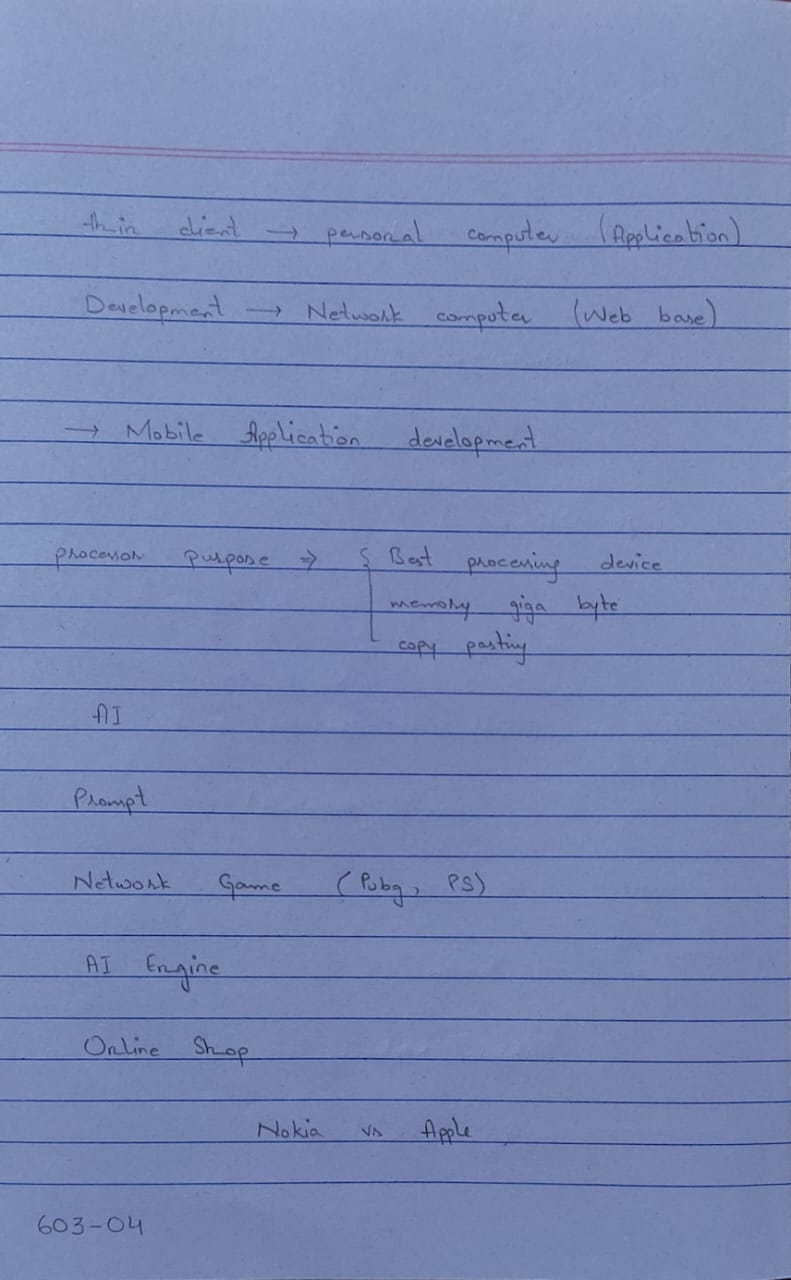 thin client → personal computer (Application)
Development → Network computer (Web base)
→ Mobile Application development
processor purpose ⇒ { Best processing device
memory giga byte
copy pasting
AI
Prompt
Network Game (Pubg, PS)
AI Engine
Online Shop
Nokia vs Apple
603-04